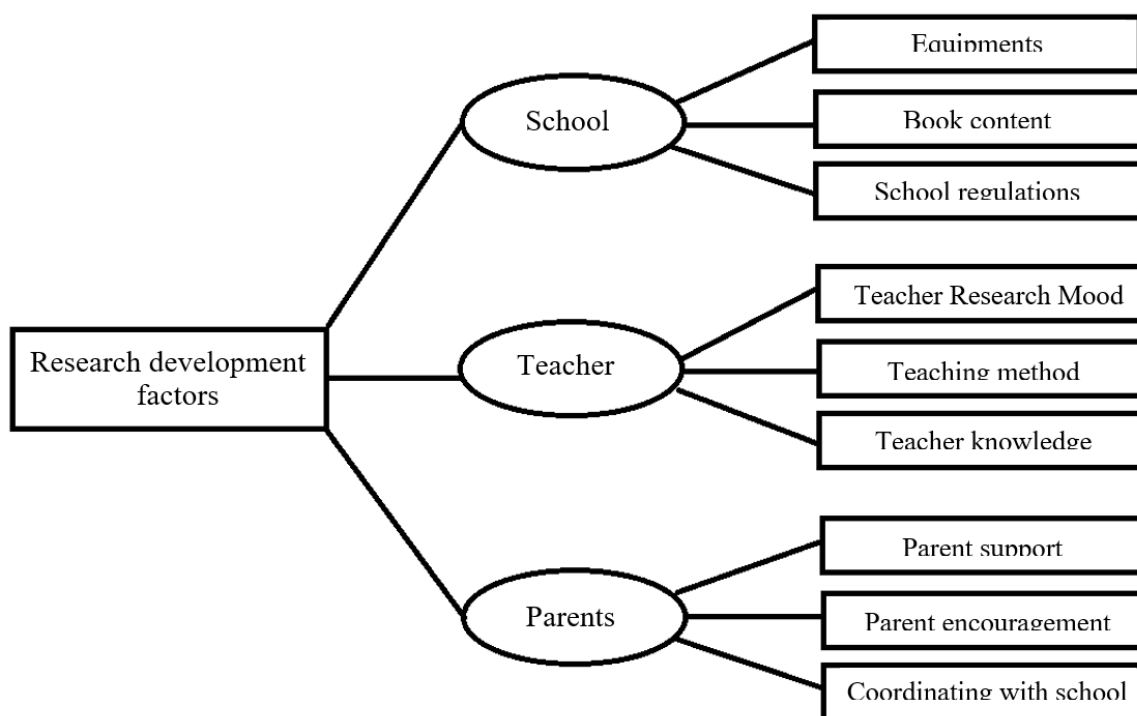 Research development
factors
School
Equipments
Book content
School regulations
Teacher
Teacher Research Mood
Teaching method
Teacher knowledge
Parents
Parent support
Parent encouragement
Coordinating with school